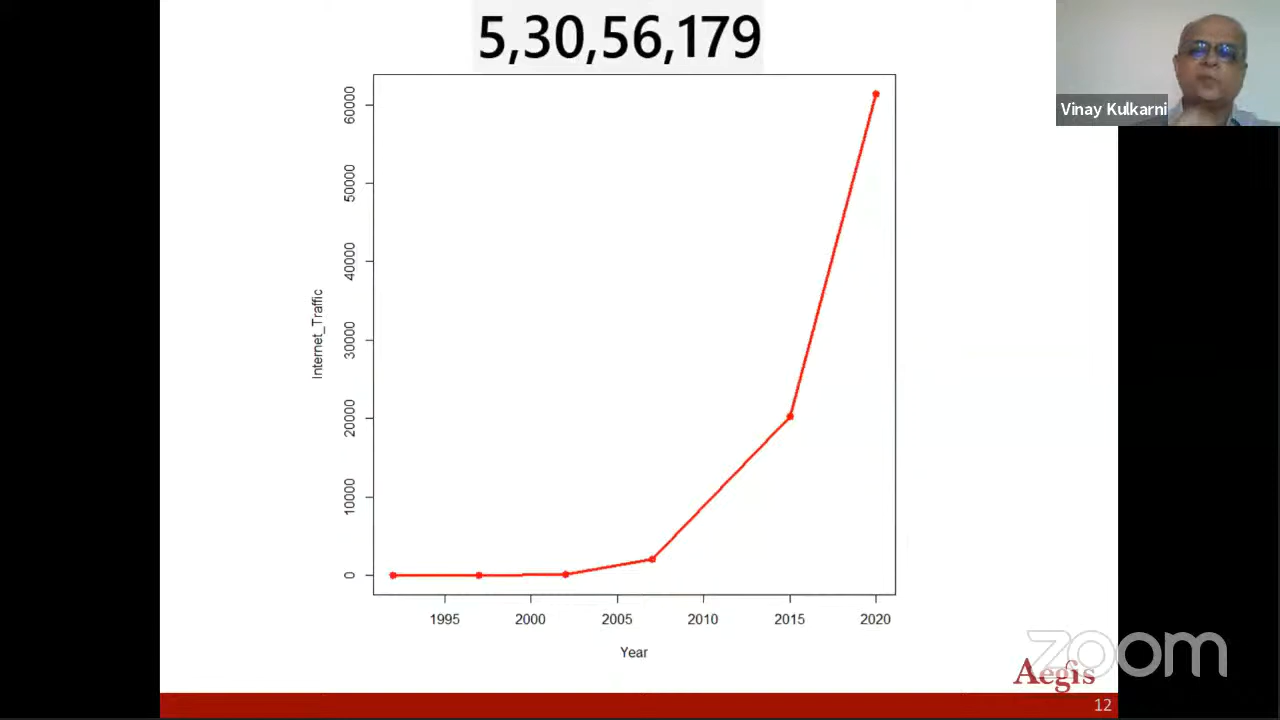 5,30,56,179
Vinay Kulkarni
60000
50000
40000
30000
20000
10000
0
Internet_Traffic
1995 2000 2005 2010 2015 2020
Year
zoom
Aegis
12